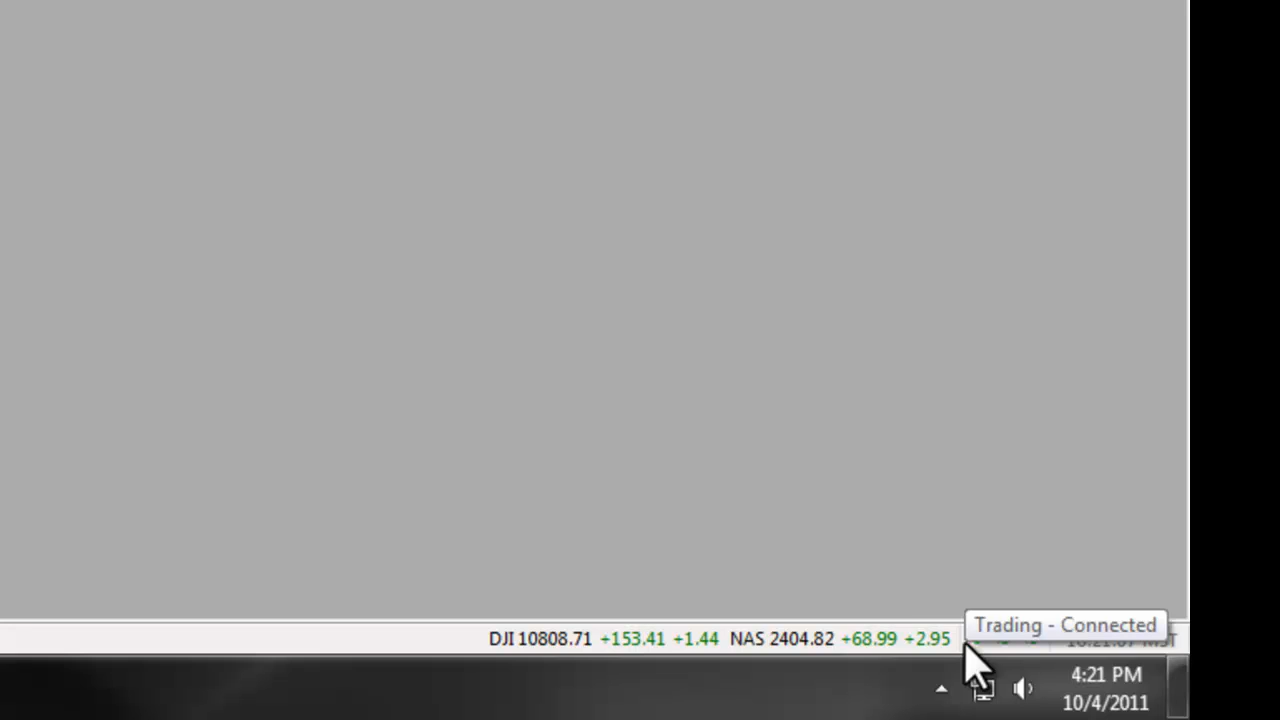 Trading - Connected
DJI 10808.71 +153.41 +1.44 NAS 2404.82 +68.99 +2.95
4:21 PM
10/4/2011